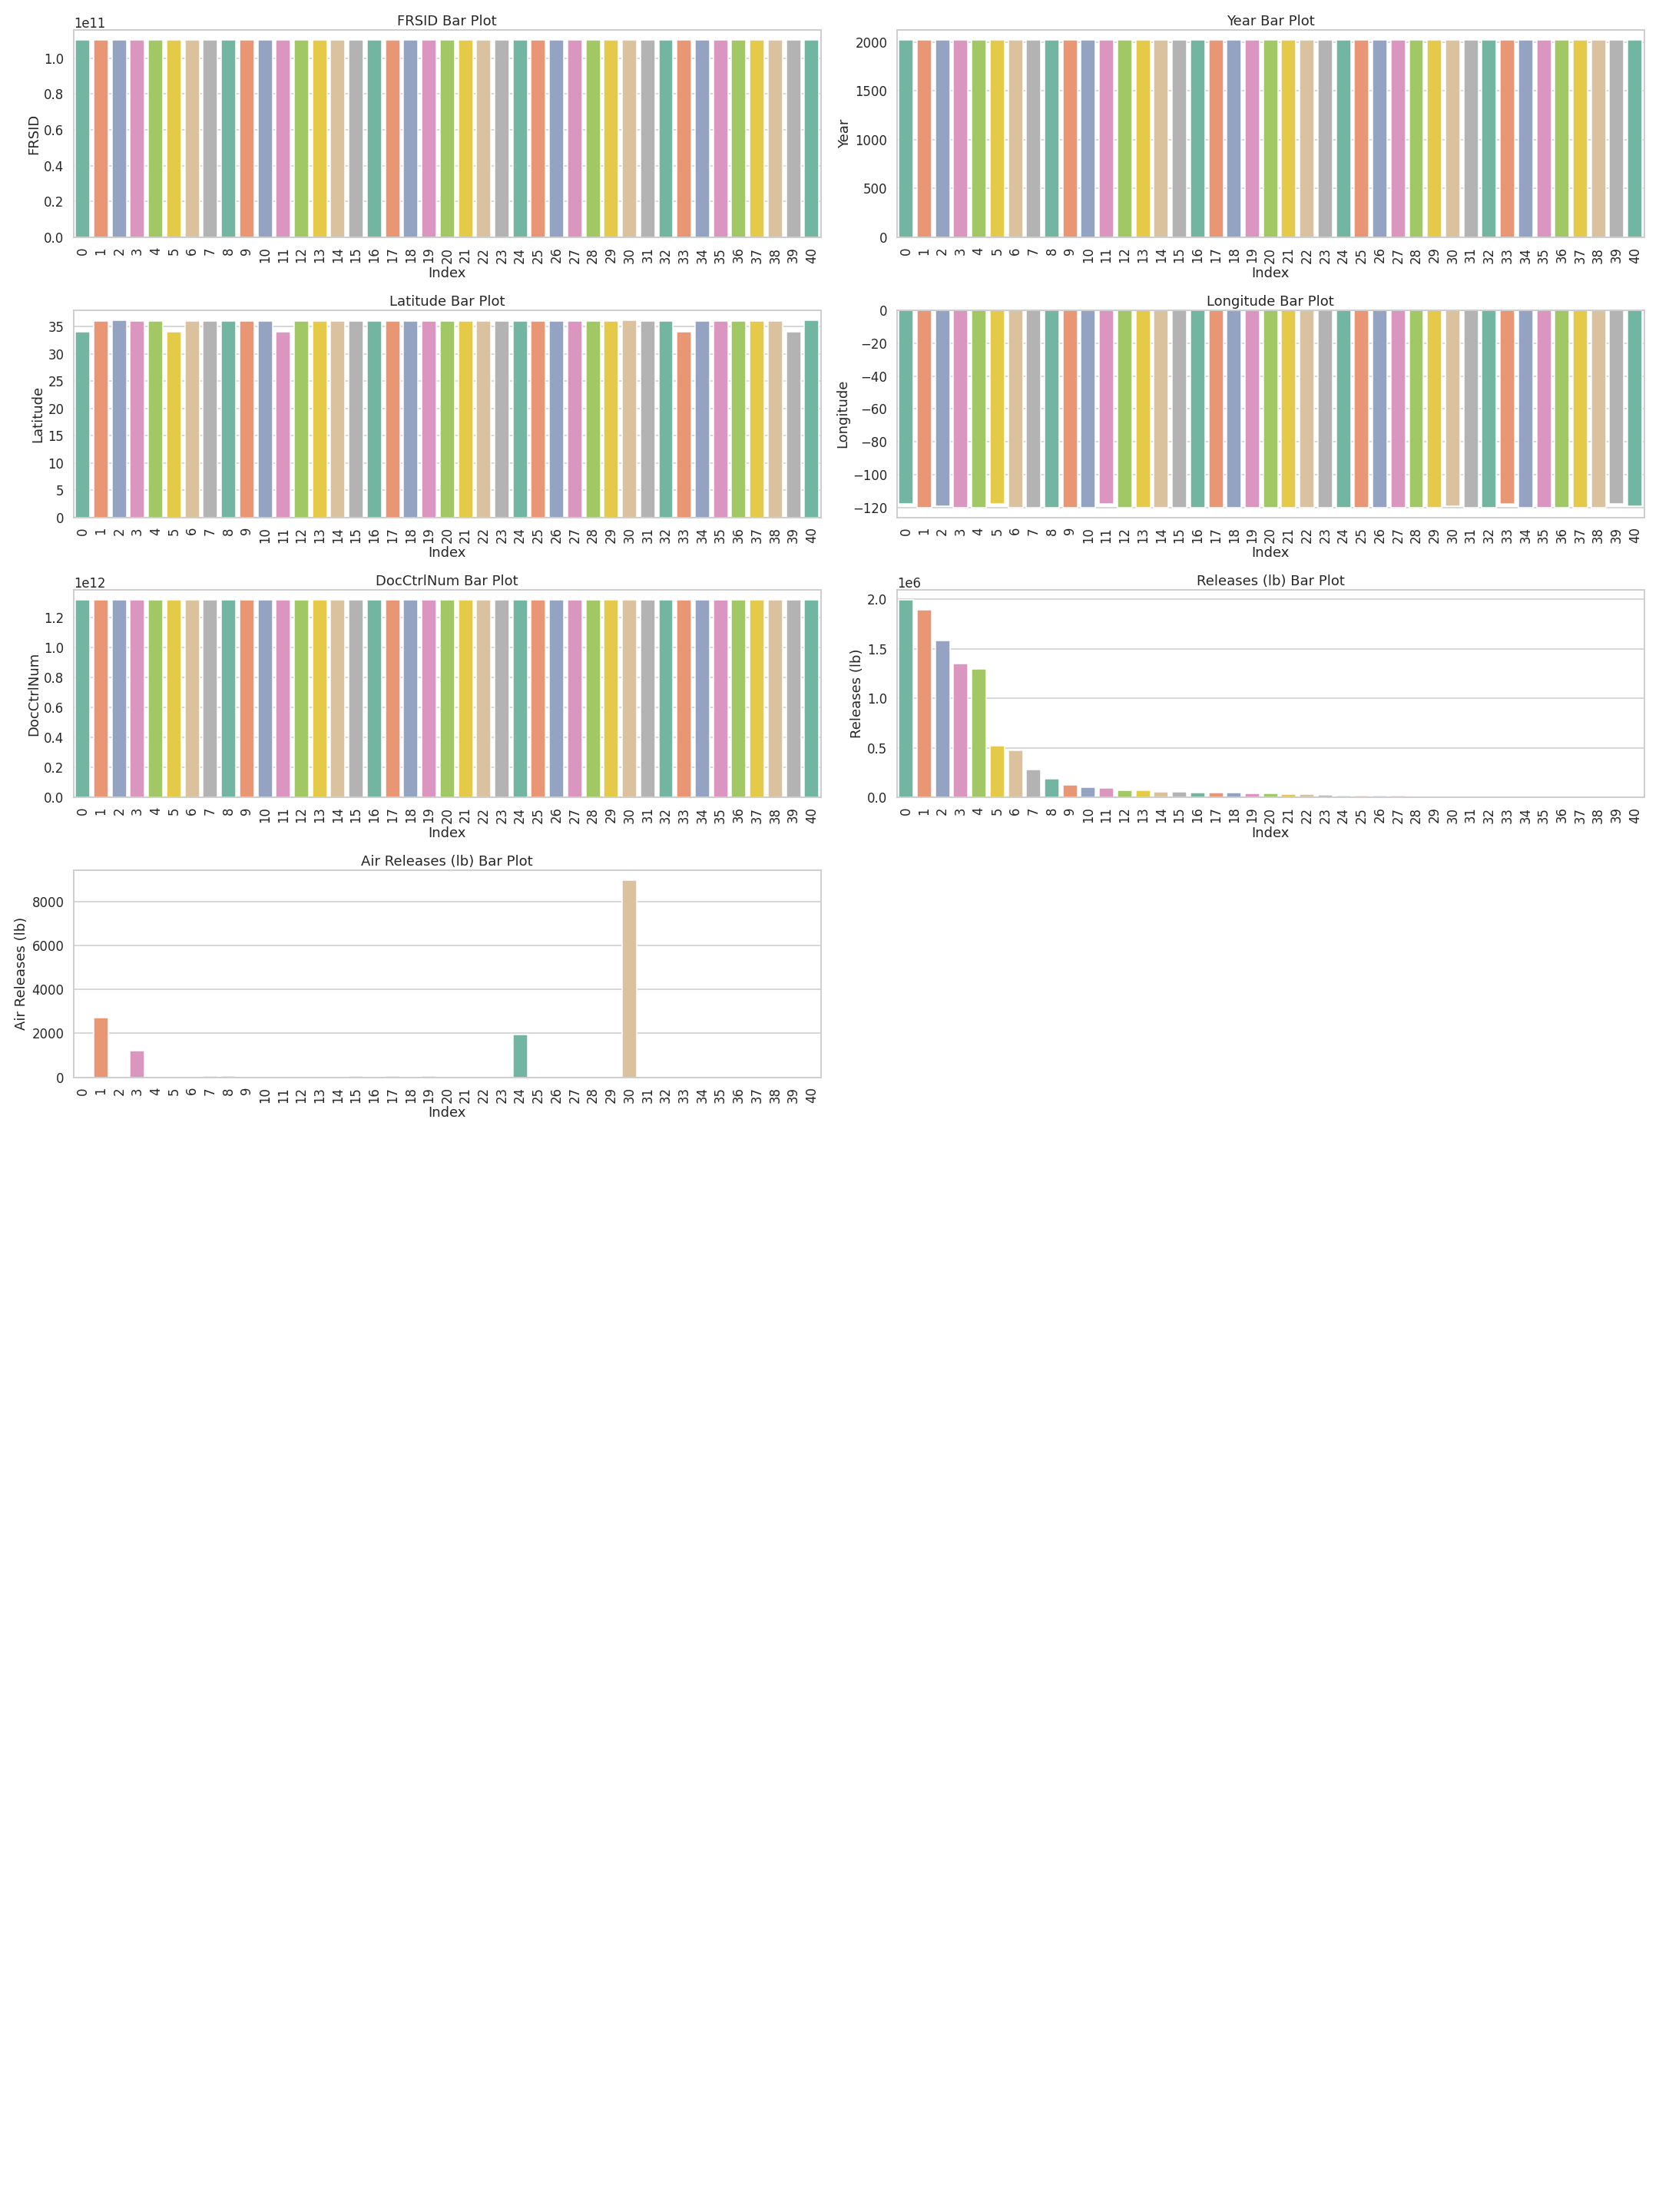 FRSID Bar Plot
1e11
FRSID
1.0
0.8
0.6
0.4
0.2
0.0
0 1 2 3 4 5 6 7 8 9 10 11 12 13 14 15 16 17 18 19 20 21 22 23 24 25 26 27 28 29 30 31 32 33 34 35 36 37 38 39 40
Index
Year Bar Plot
Year
2000
1500
1000
500
0
0 1 2 3 4 5 6 7 8 9 10 11 12 13 14 15 16 17 18 19 20 21 22 23 24 25 26 27 28 29 30 31 32 33 34 35 36 37 38 39 40
Index
Latitude Bar Plot
Latitude
35
30
25
20
15
10
5
0
0 1 2 3 4 5 6 7 8 9 10 11 12 13 14 15 16 17 18 19 20 21 22 23 24 25 26 27 28 29 30 31 32 33 34 35 36 37 38 39 40
Index
Longitude Bar Plot
Longitude
0
−20
−40
−60
−80
−100
−120
0 1 2 3 4 5 6 7 8 9 10 11 12 13 14 15 16 17 18 19 20 21 22 23 24 25 26 27 28 29 30 31 32 33 34 35 36 37 38 39 40
Index
DocCtrlNum Bar Plot
1e12
DocCtrlNum
1.2
1.0
0.8
0.6
0.4
0.2
0.0
0 1 2 3 4 5 6 7 8 9 10 11 12 13 14 15 16 17 18 19 20 21 22 23 24 25 26 27 28 29 30 31 32 33 34 35 36 37 38 39 40
Index
Releases (lb) Bar Plot
1e6
Releases (lb)
2.0
1.5
1.0
0.5
0.0
0 1 2 3 4 5 6 7 8 9 10 11 12 13 14 15 16 17 18 19 20 21 22 23 24 25 26 27 28 29 30 31 32 33 34 35 36 37 38 39 40
Index
Air Releases (lb) Bar Plot
Air Releases (lb)
8000
6000
4000
2000
0
0 1 2 3 4 5 6 7 8 9 10 11 12 13 14 15 16 17 18 19 20 21 22 23 24 25 26 27 28 29 30 31 32 33 34 35 36 37 38 39 40
Index